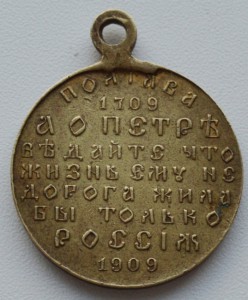 ПОЛТАВА
1709
А О ПЕТРѢ
ВѢДАЙТЕ ЧТО
ЖИЗНЬ ЕМУ НЕ
ДОРОГА ЖИЛА
БЫ ТОЛЬКО
РОССІЯ
1909